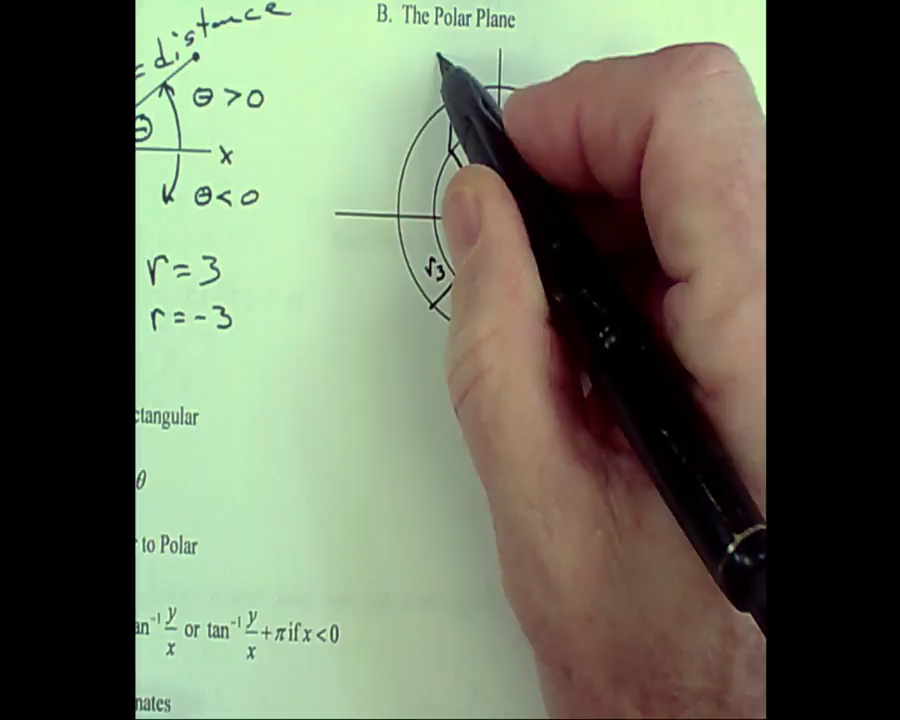 = distance
B. The Polar Plane
θ > 0
θ
x
θ < 0
r = 3
√3
r = -3
ctangular
θ
to Polar
an⁻¹ y/x or tan⁻¹ y/x + π if x < 0
nates